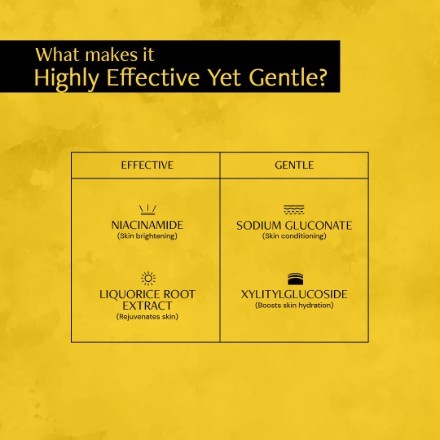 What makes it
Highly Effective Yet Gentle?
EFFECTIVE
GENTLE
NIACINAMIDE
(Skin brightening)
SODIUM GLUCONATE
(Skin conditioning)
LIQUORICE ROOT
EXTRACT
(Rejuvenates skin)
XYLITYLGLUCOSIDE
(Boosts skin hydration)